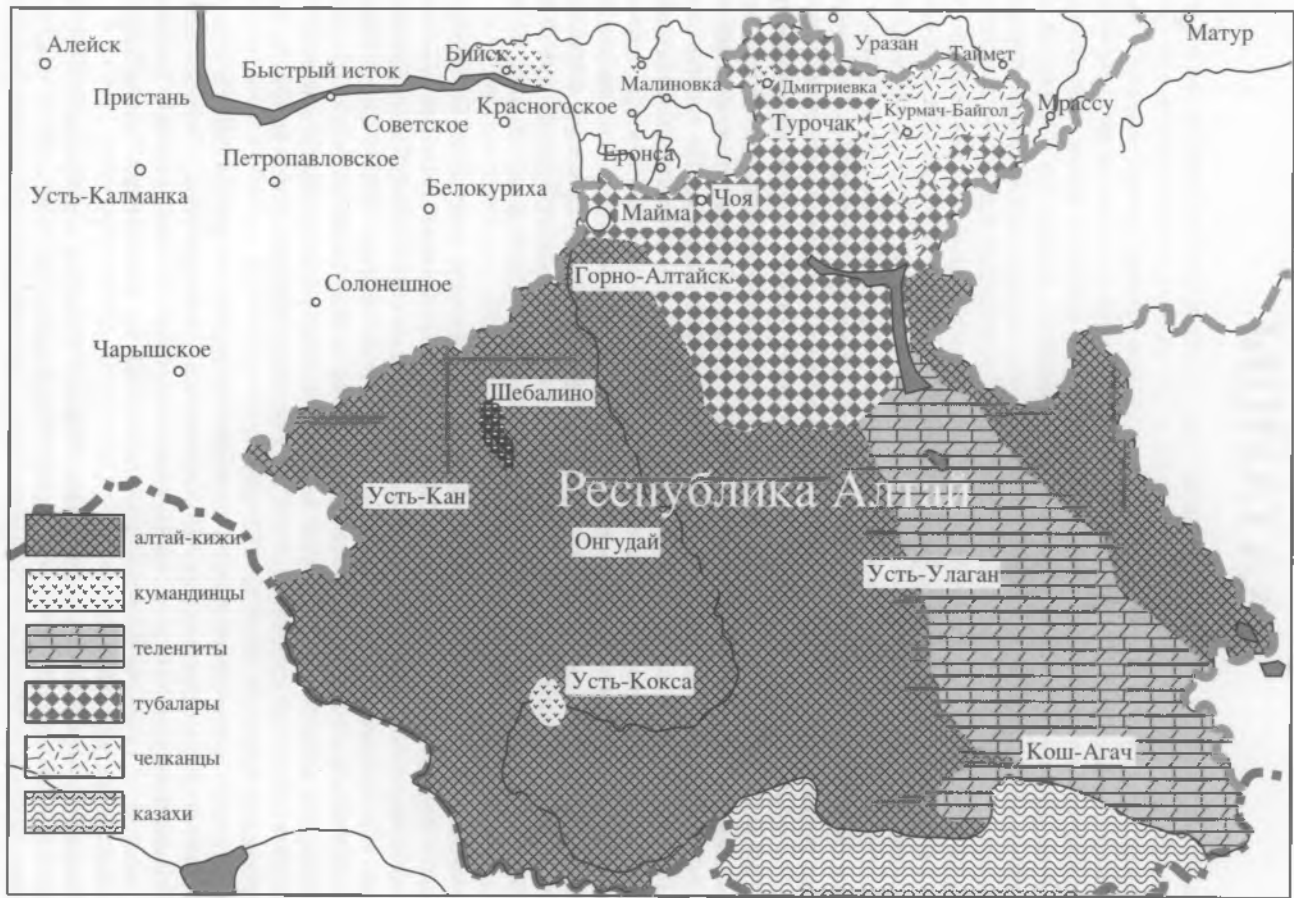 Алейск
Пристань
Быстрый исток
Бийск
Малиновка
Уразан
Таймет
Матур
Дмитриевка
Курмач-Байгол
Мрассу
Красногоское
Советское
Турочак
Петропавловское
Еронса
Усть-Калманка
Белокуриха
Майма
Чоя
Горно-Алтайск
Солонешное
Чарышское
Шебалино
Усть-Кан
Республика Алтай
Онгудай
Усть-Улаган
Усть-Кокса
Кош-Агач
алтай-кижи
кумандинцы
теленгиты
тубалары
челканцы
казахи